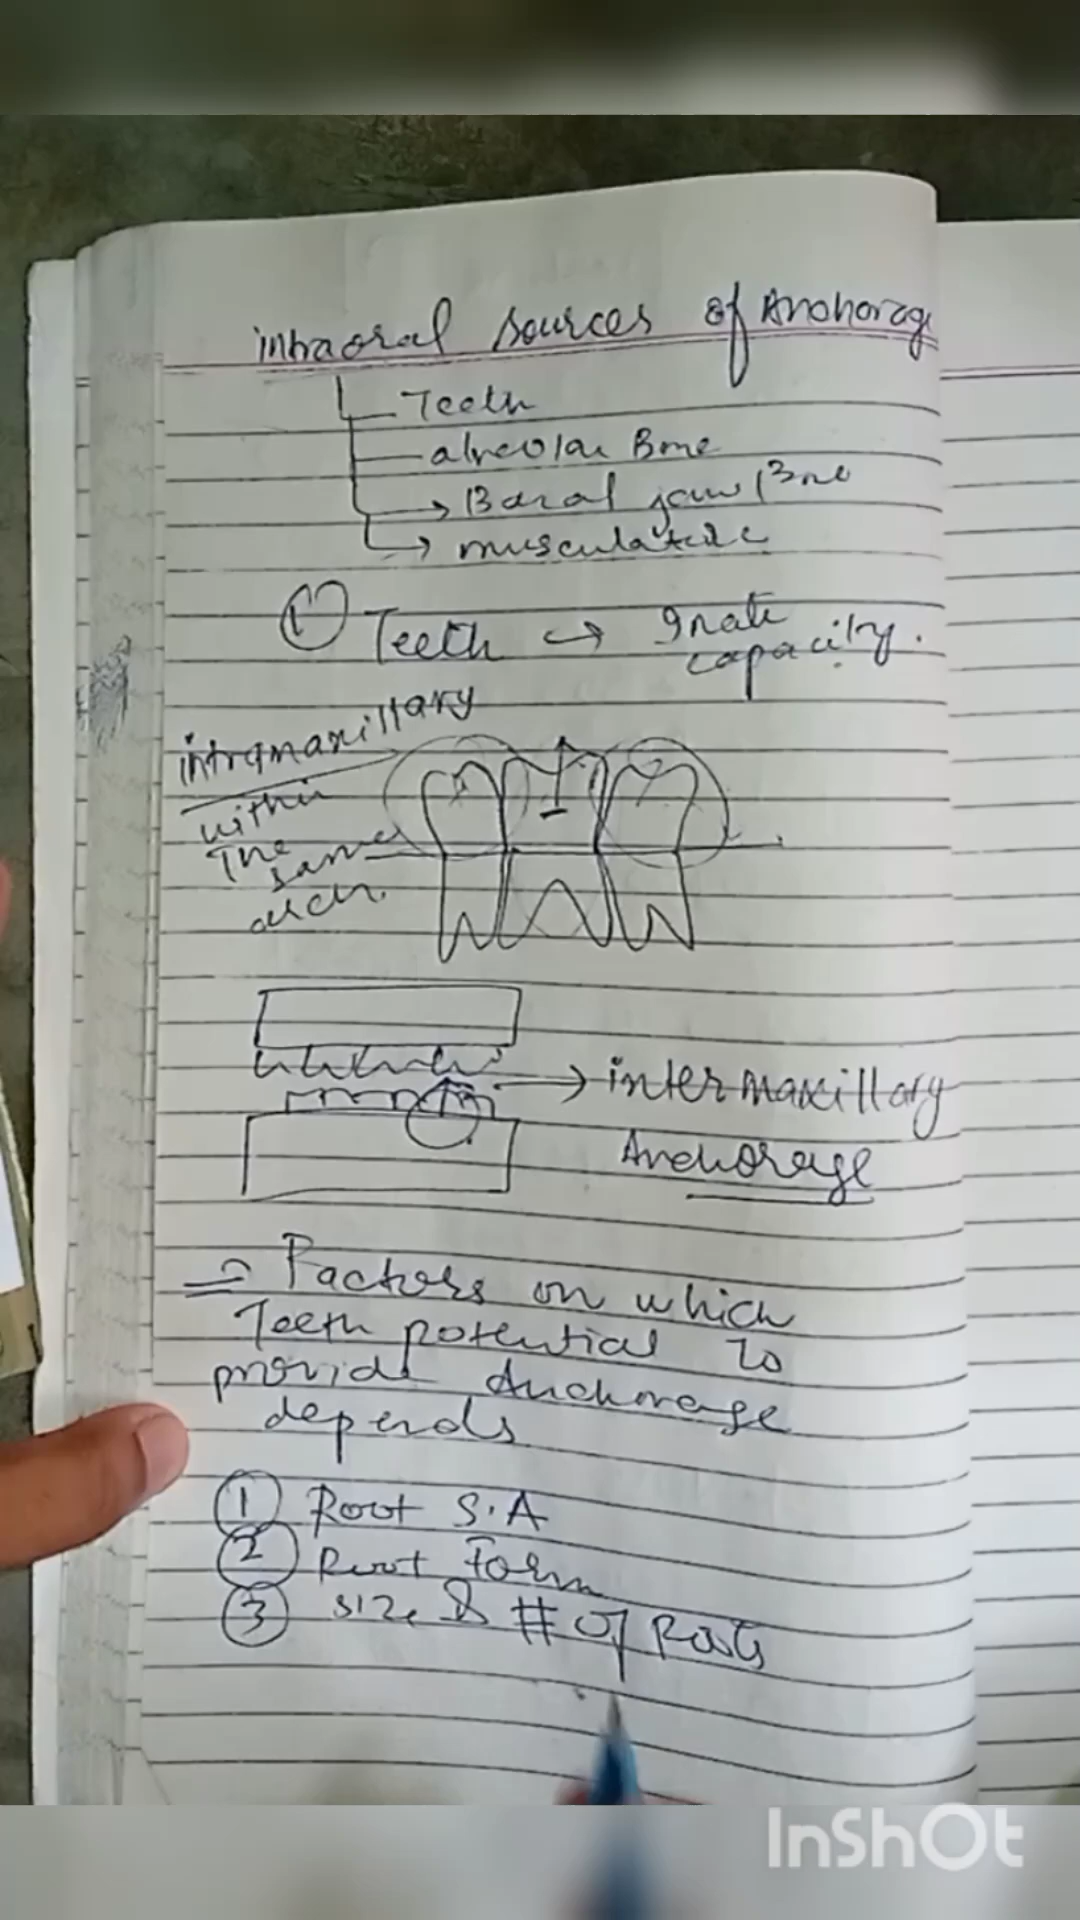 intraoral sources of Anchorage
Teeth
alveolar Bone
Basal jaw Bone
musculature
1 Teeth → Inate
capacity.
intramaxillary
within
The
same
arch.
→ intermaxillary
Anchorage
⇒ Factors on which
Teeth potential to
provide Anchorage
depends
1 Root S.A
2 Root Form
3 size & # of Roots
InShOt